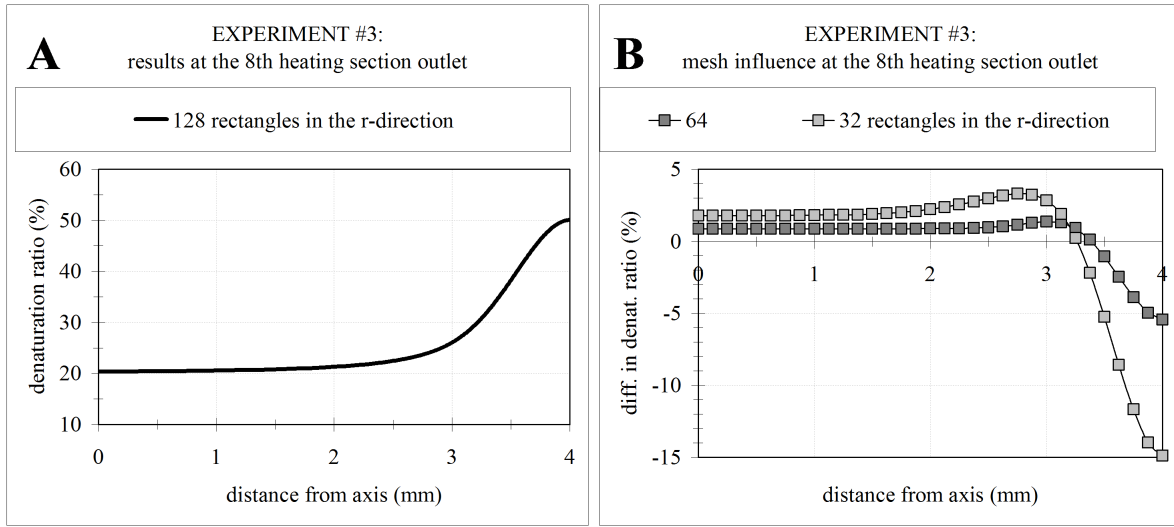 A
EXPERIMENT #3:
results at the 8th heating section outlet
128 rectangles in the r-direction
60
50
40
30
20
10
denaturation ratio (%)
0 1 2 3 4
distance from axis (mm)
B
EXPERIMENT #3:
mesh influence at the 8th heating section outlet
64 32 rectangles in the r-direction
5
0
-5
-10
-15
diff. in denat. ratio (%)
0 1 2 3 4
distance from axis (mm)